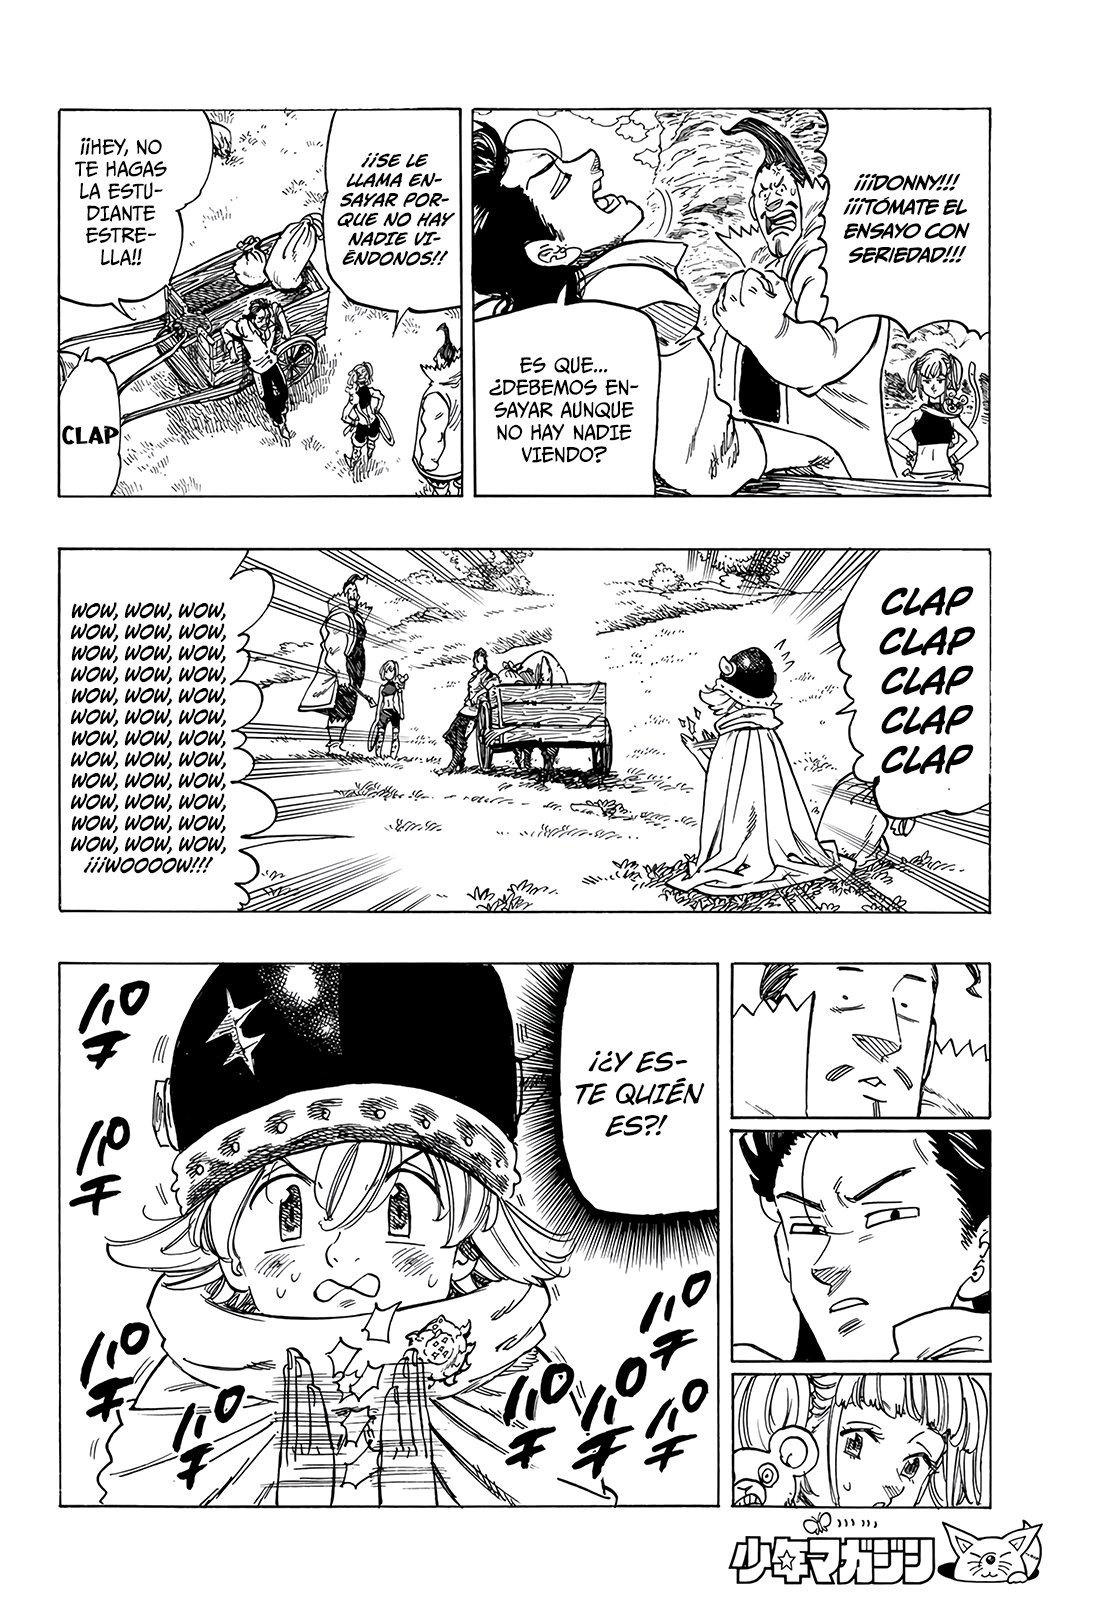 ¡¡¡DONNY!!!
¡¡¡TÓMATE EL
ENSAYO CON
SERIEDAD!!!
ES QUE...
¿DEBEMOS EN-
SAYAR AUNQUE
NO HAY NADIE
VIENDO?
¡¡SE LE
LLAMA EN-
SAYAR POR-
QUE NO HAY
NADIE VI-
ÉNDONOS!!
¡¡HEY, NO
TE HAGAS
LA ESTU-
DIANTE
ESTRE-
LLA!!
CLAP
CLAP
CLAP
CLAP
CLAP
CLAP
WOW, WOW, WOW,
WOW, WOW, WOW,
WOW, WOW, WOW,
WOW, WOW, WOW,
WOW, WOW, WOW,
WOW, WOW, WOW,
WOW, WOW, WOW,
WOW, WOW, WOW,
WOW, WOW, WOW,
WOW, WOW, WOW,
WOW, WOW, WOW,
WOW, WOW, WOW,
¡¡¡WOOOOW!!!
¡¿Y ES-
TE QUIÉN
ES?!
パチ
パチ
パチ
パチ
パチ
パチ
パチ
パチ
少年マガジン